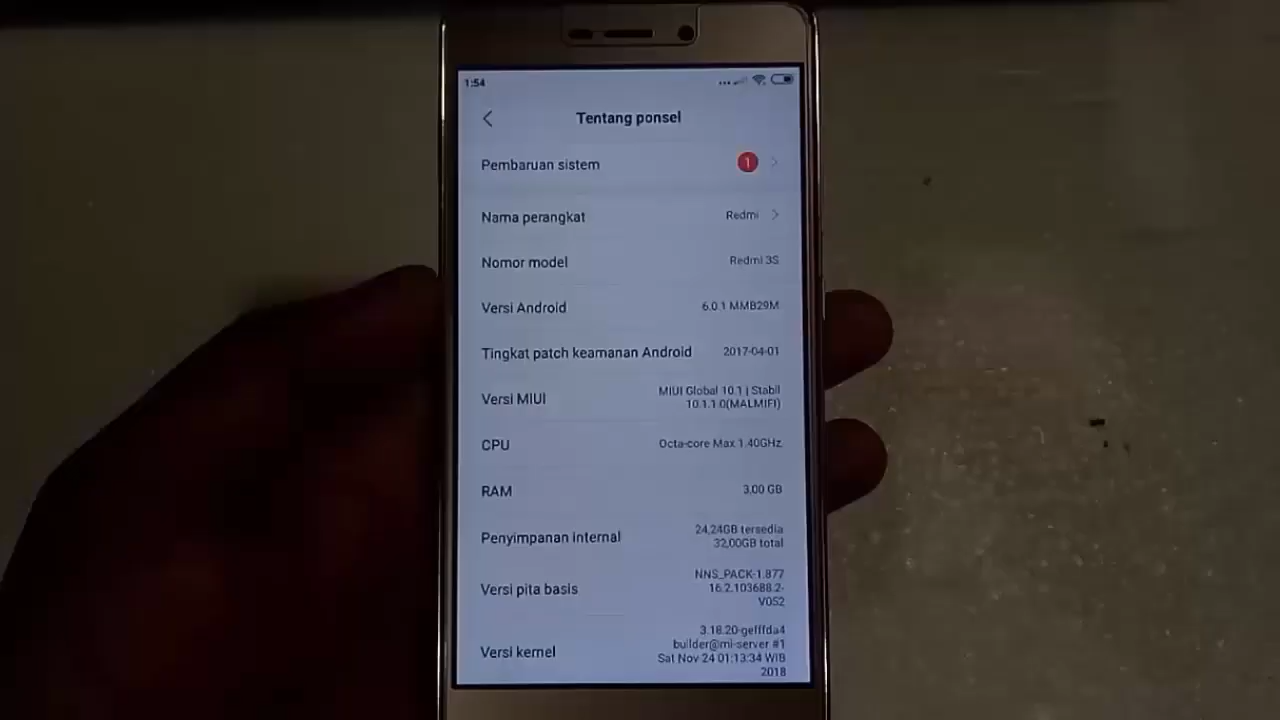 1:54
Tentang ponsel
Pembaruan sistem 1
Nama perangkat Redmi
Nomor model Redmi 3S
Versi Android 6.0.1 MMB29M
Tingkat patch keamanan Android 2017-04-01
Versi MIUI MIUI Global 10.1 | Stabil
10.1.1.0(MALMIFI)
CPU Octa-core Max 1.40GHz
RAM 3,00 GB
Penyimpanan internal 24,24GB tersedia
32,00GB total
Versi pita basis NNS_PACK-1.877
16.2.103688.2-
V052
Versi kernel 3.18.20-gefffda4
builder@mi-server #1
Sat Nov 24 01:13:34 WIB
2018